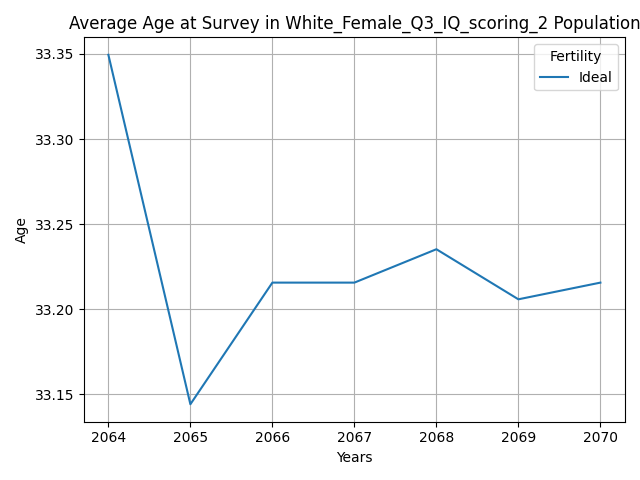 Average Age at Survey in White_Female_Q3_IQ_scoring_2 Population
Fertility
Ideal
33.35
33.30
33.25
33.20
33.15
Age
2064 2065 2066 2067 2068 2069 2070
Years